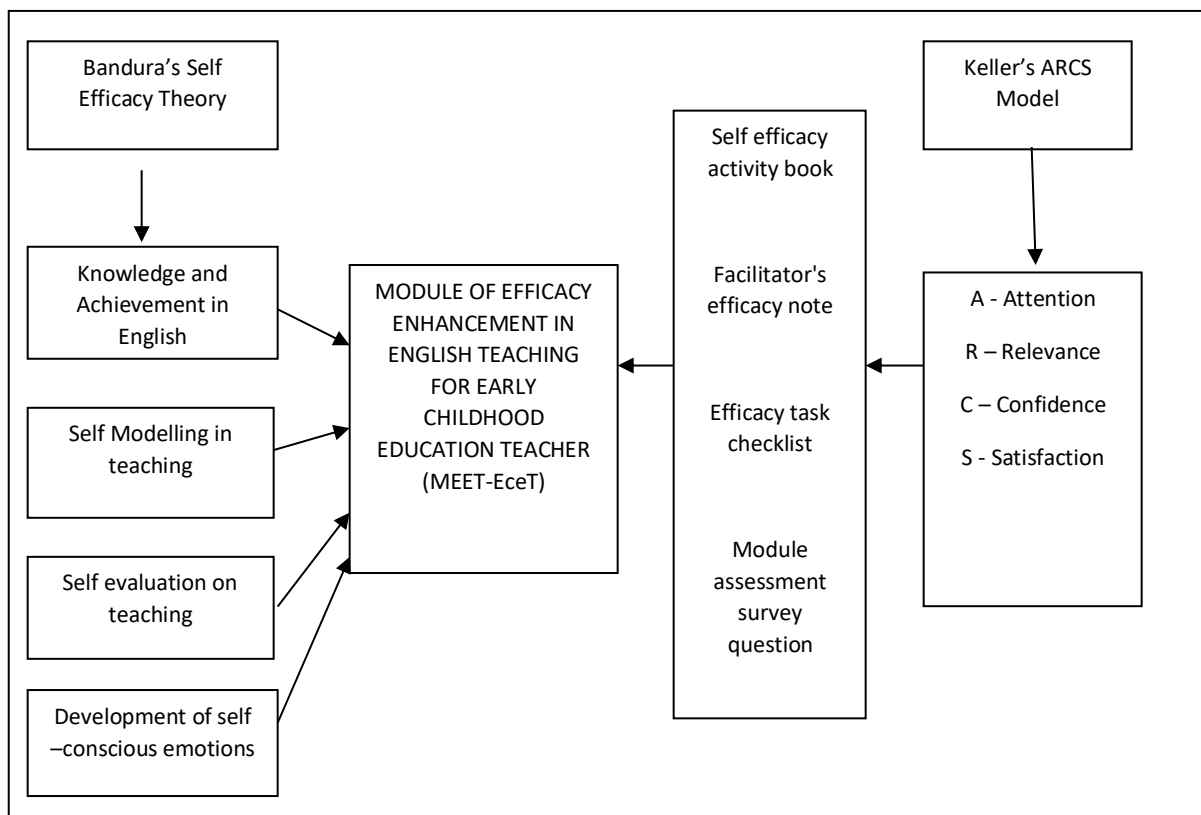 Bandura’s Self
Efficacy Theory
Knowledge and
Achievement in
English
Self Modelling in
teaching
Self evaluation on
teaching
Development of self
–conscious emotions
MODULE OF EFFICACY
ENHANCEMENT IN
ENGLISH TEACHING
FOR EARLY
CHILDHOOD
EDUCATION TEACHER
(MEET-EceT)
Self efficacy
activity book
Facilitator's
efficacy note
Efficacy task
checklist
Module
assessment
survey
question
Keller’s ARCS
Model
A - Attention
R – Relevance
C – Confidence
S - Satisfaction